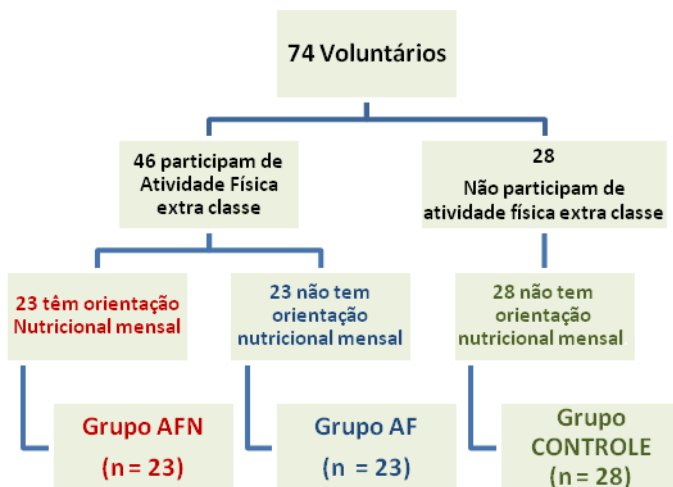 74 Voluntários
46 participam de
Atividade Física
extra classe
28
Não participam de
atividade física extra classe
23 têm orientação
Nutricional mensal
23 não tem
orientação
nutricional mensal
28 não tem
orientação
nutricional mensal
Grupo AFN
(n = 23)
Grupo AF
(n = 23)
Grupo
CONTROLE
(n = 28)